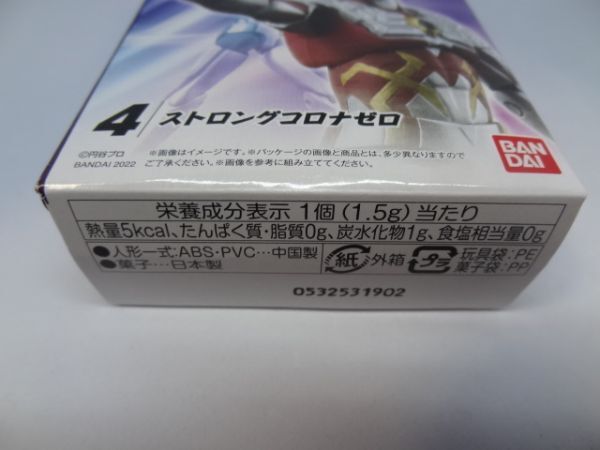 4 ストロングコロナゼロ
©円谷プロ
BANDAI 2022
※画像はイメージです。※パッケージの画像と商品とは、多少異なりますので
ご了承ください。※画像を参考に組み立ててください。
BAN
DAI
栄養成分表示 1個(1.5g)当たり
熱量5kcal、たんぱく質・脂質0g、炭水化物1g、食塩相当量0g
●人形一式:ABS・PVC…中国製
●菓子…日本製
紙 外箱
プラ 玩具袋:PE
菓子袋:PP
0532531902